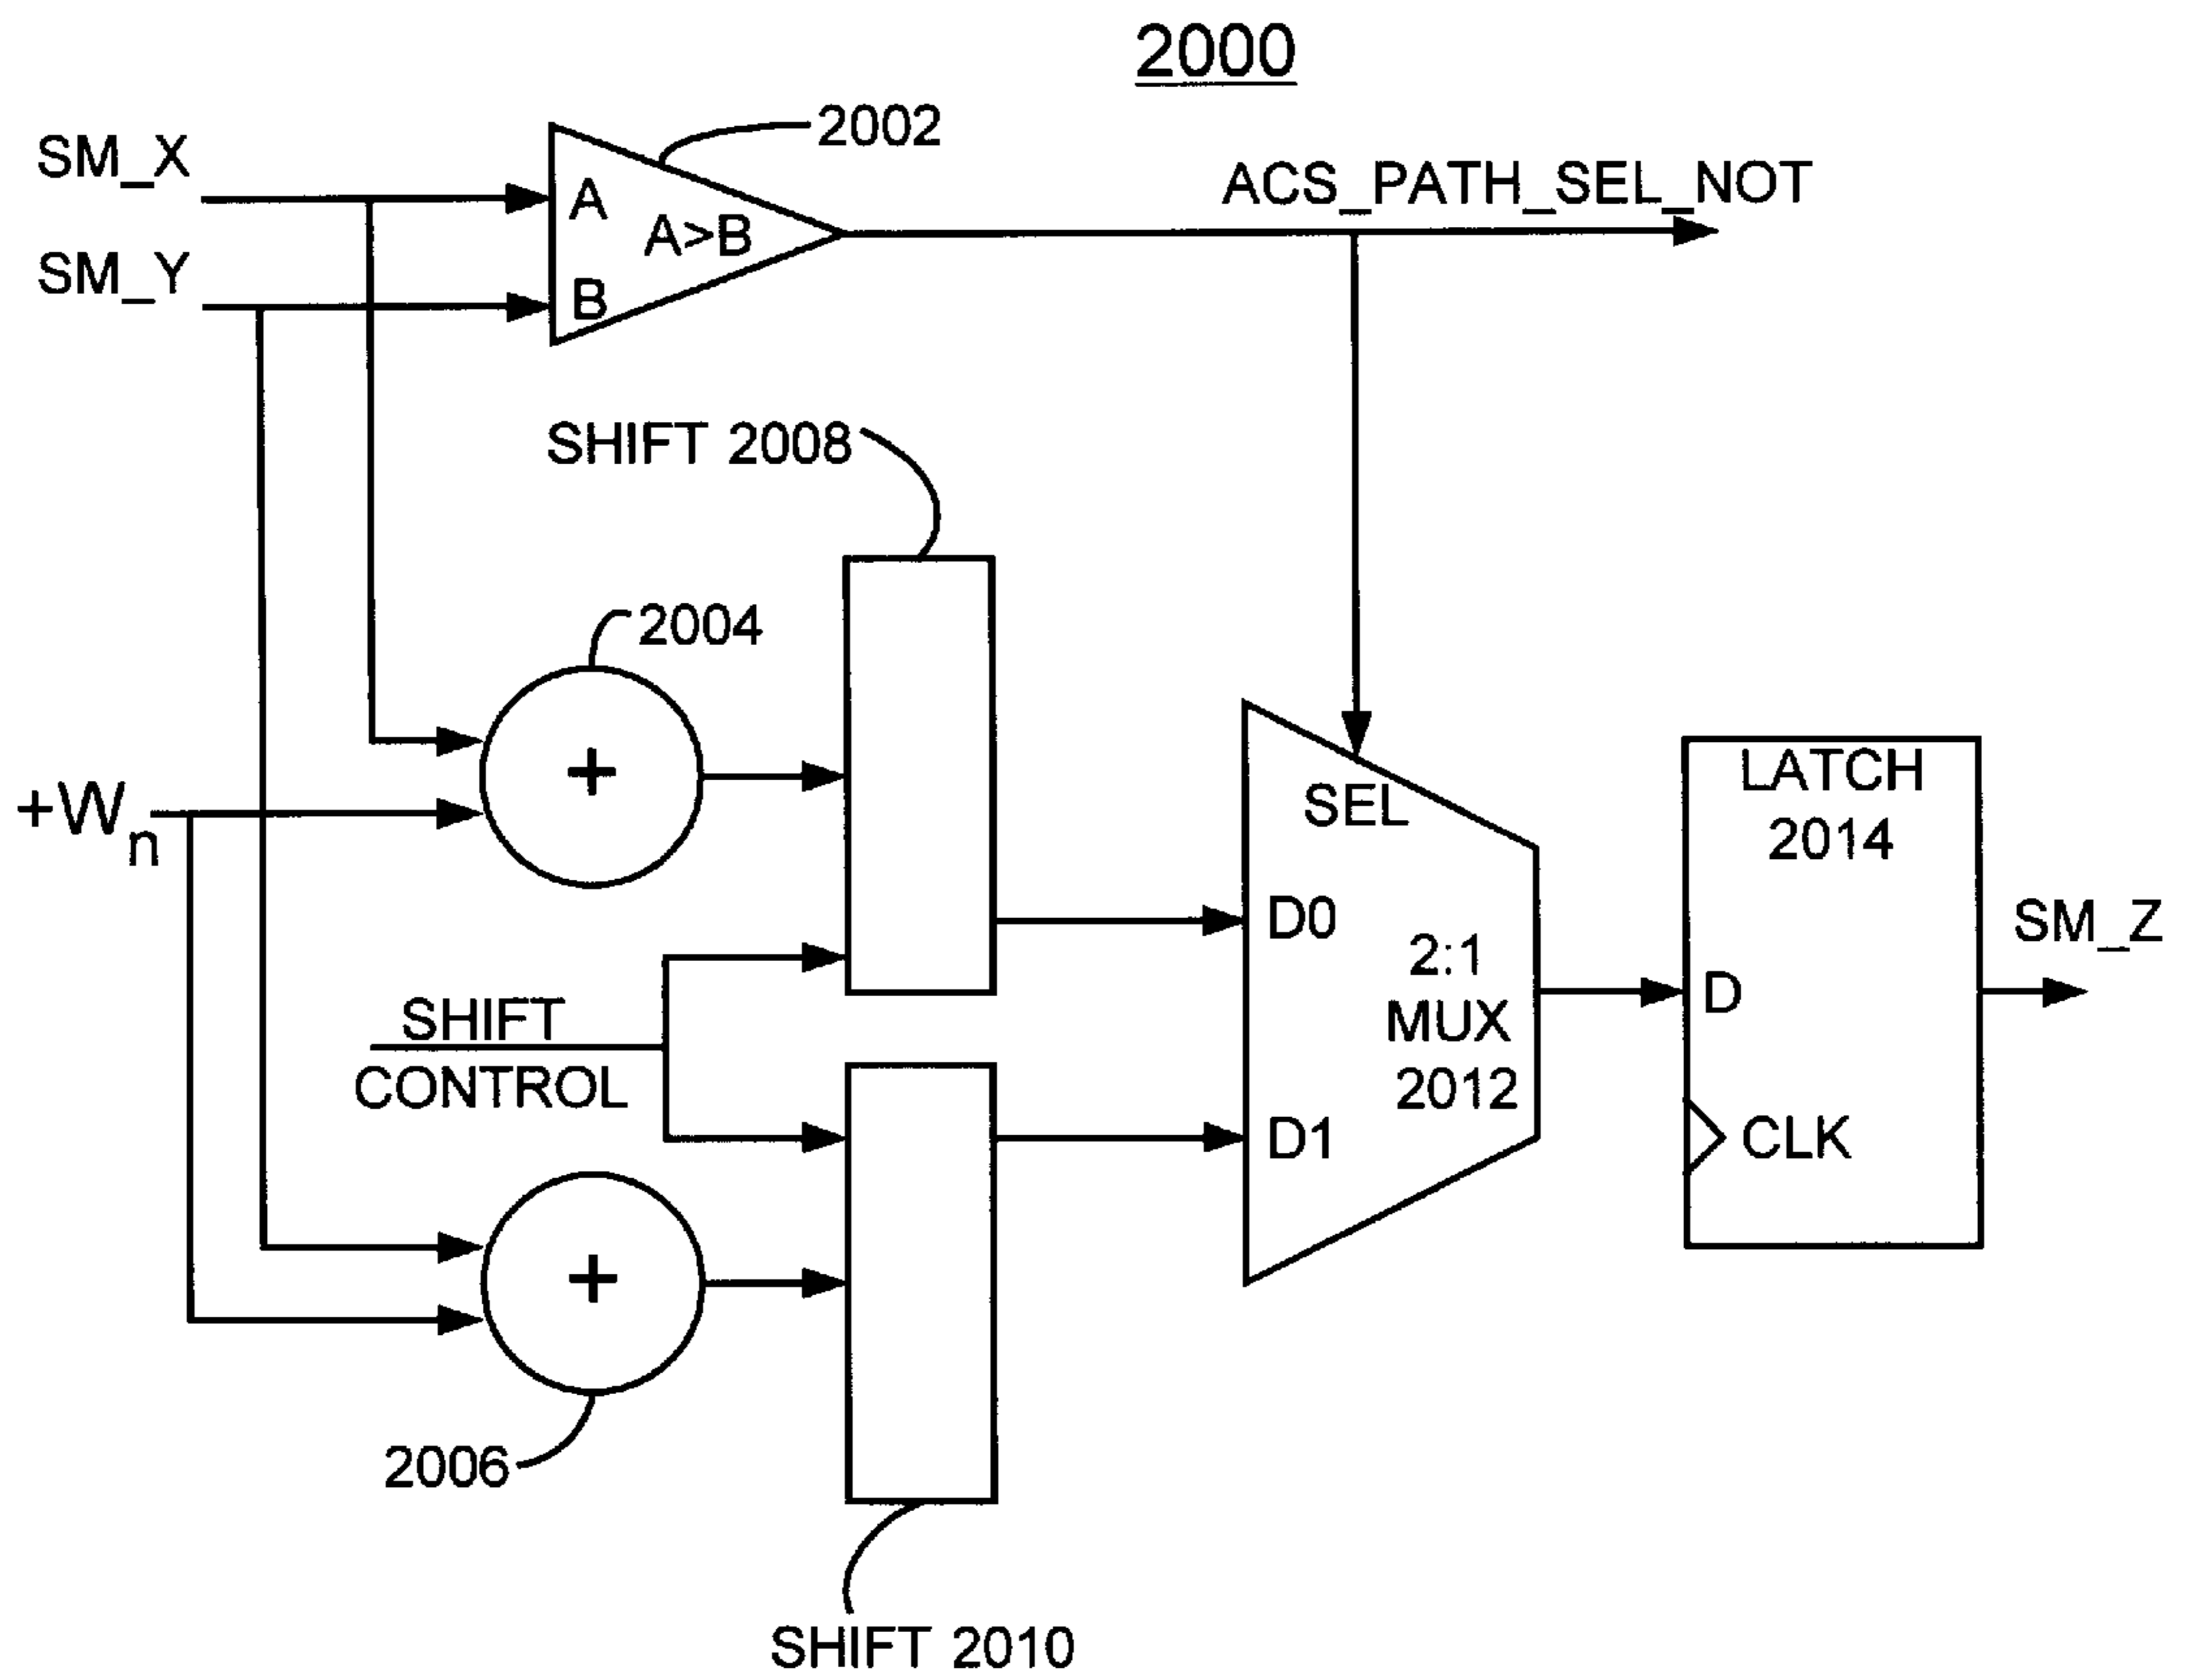 2000
2002
SM_X
A
A>B
ACS_PATH_SEL_NOT
SM_Y
B
SHIFT 2008
2004
+
+Wn
SEL
LATCH
2014
D0
2:1
MUX
2012
D
SM_Z
SHIFT
CONTROL
D1
CLK
+
2006
SHIFT 2010